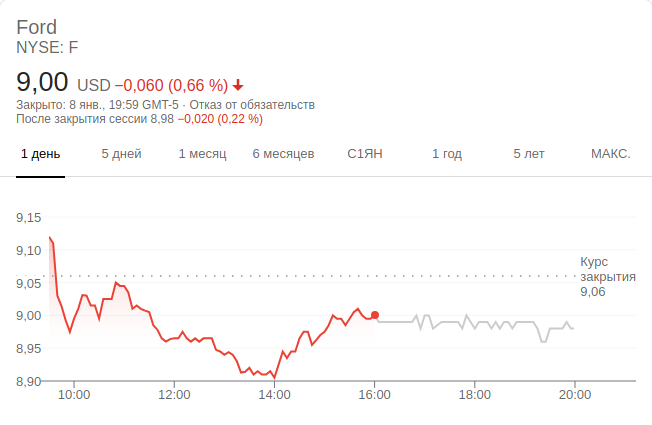 Ford
NYSE: F
9,00 USD −0,060 (0,66 %)
Закрыто: 8 янв., 19:59 GMT-5 · Отказ от обязательств
После закрытия сессии 8,98 −0,020 (0,22 %)
1 день 5 дней 1 месяц 6 месяцев С1ЯН 1 год 5 лет МАКС.
9,15
9,10
9,05
9,00
8,95
8,90
Курс
закрытия
9,06
10:00 12:00 14:00 16:00 18:00 20:00